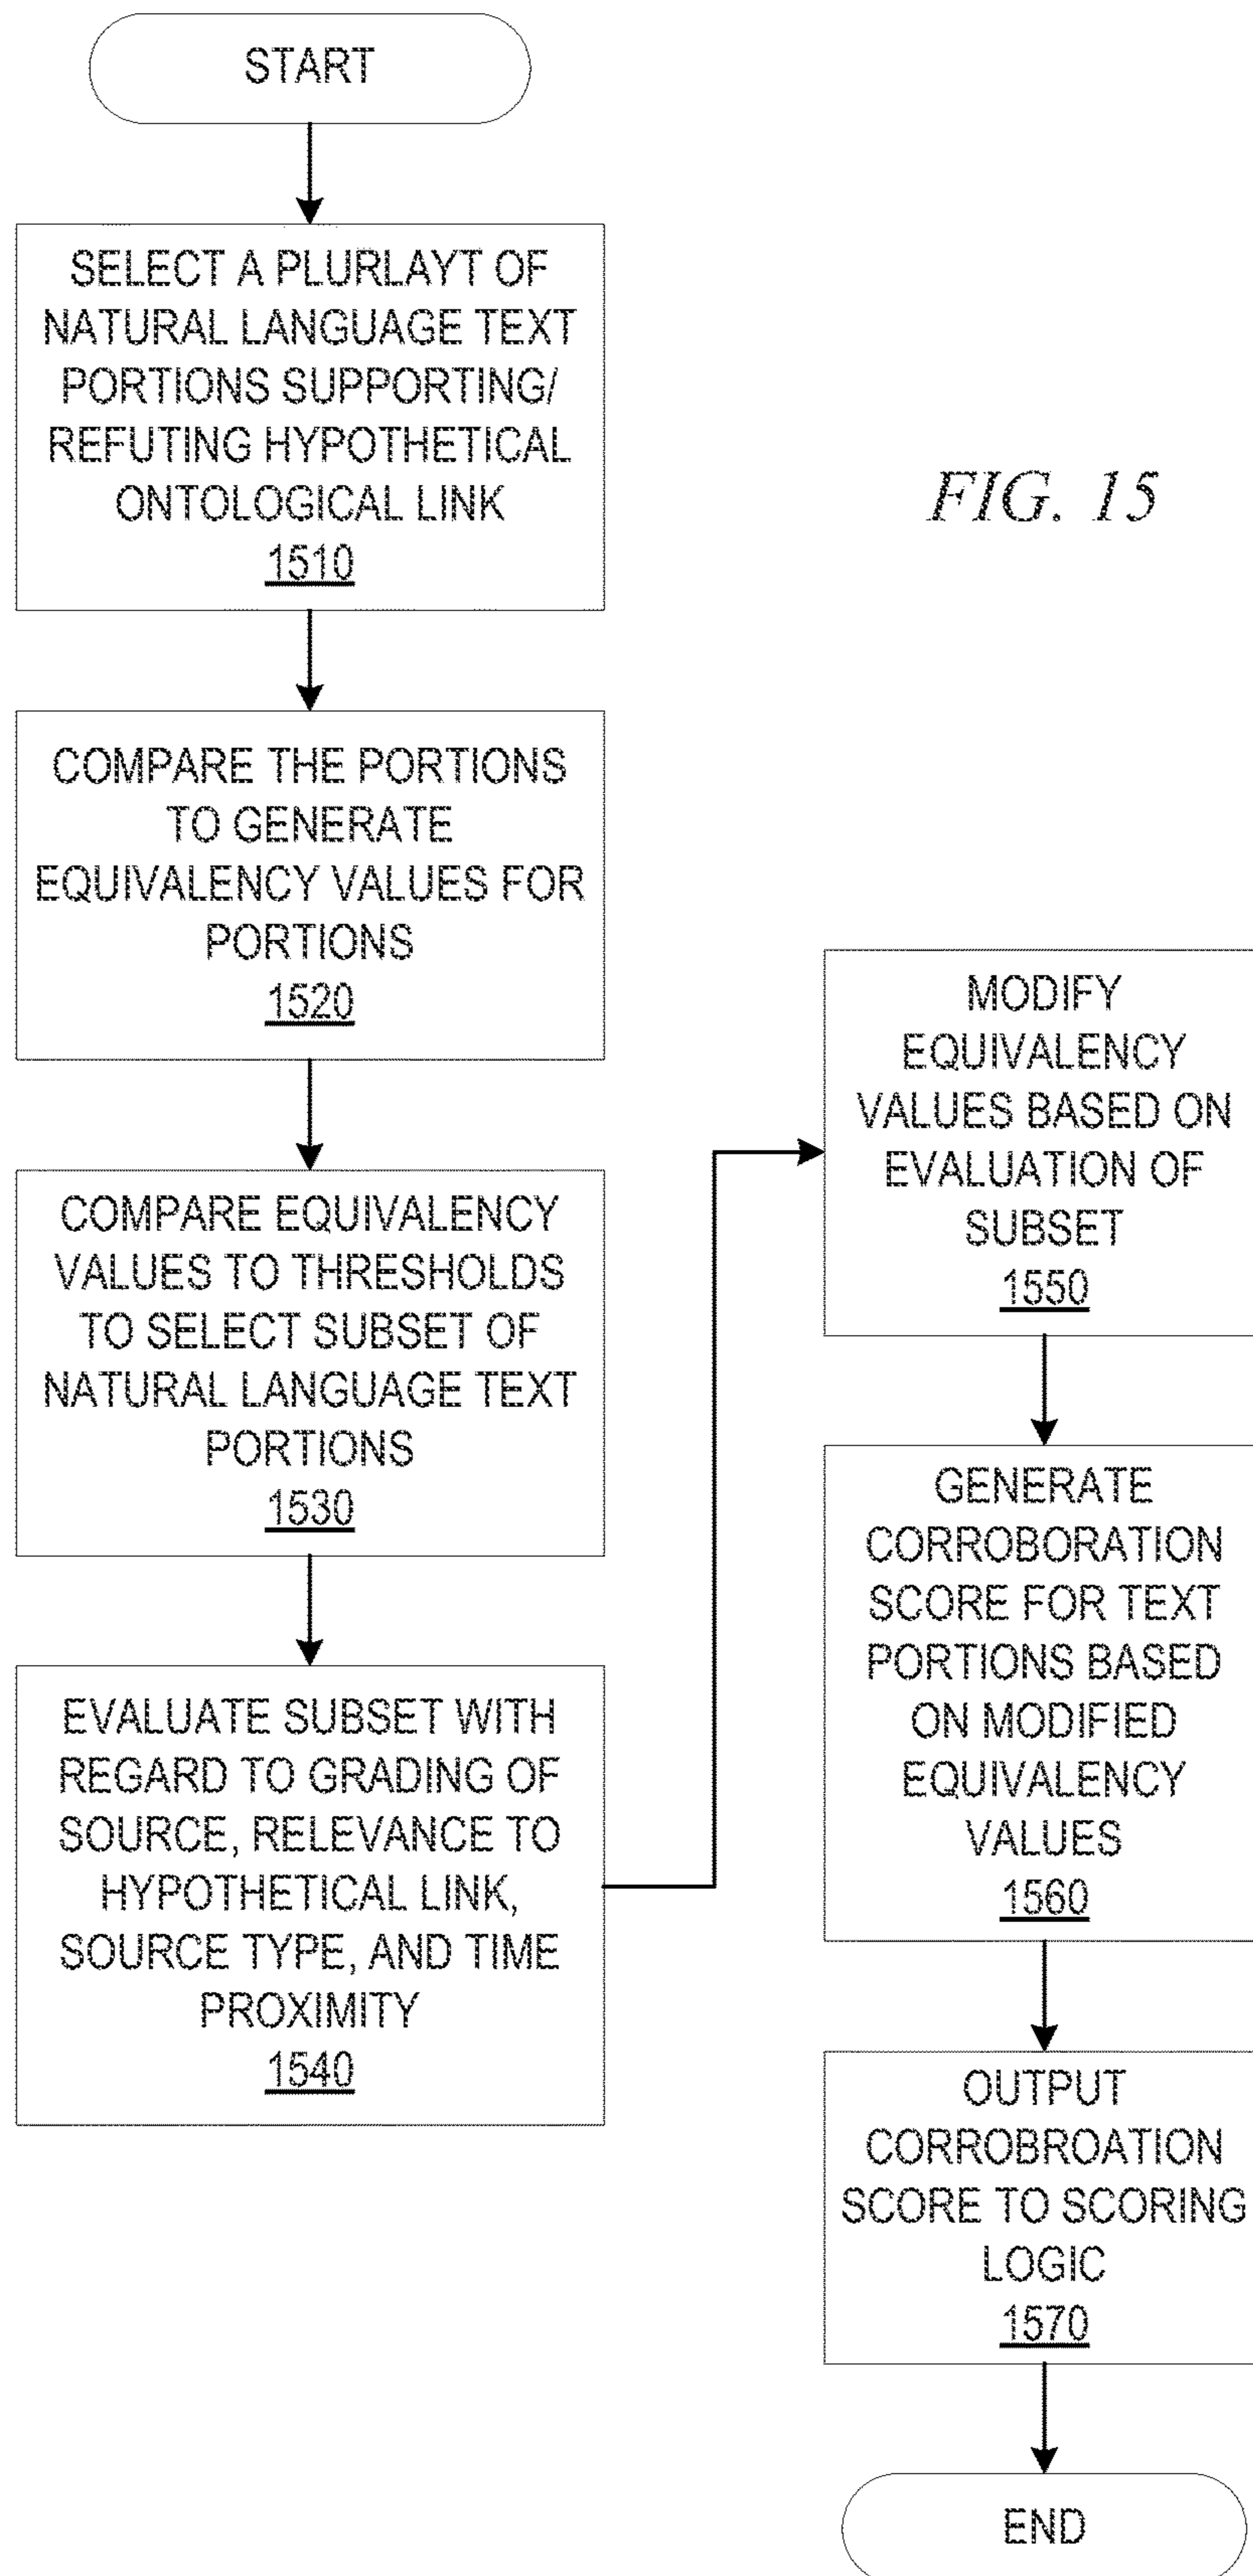 START
SELECT A PLURLAYT OF
NATURAL LANGUAGE TEXT
PORTIONS SUPPORTING/
REFUTING HYPOTHETICAL
ONTOLOGICAL LINK
1510
FIG. 15
COMPARE THE PORTIONS
TO GENERATE
EQUIVALENCY VALUES FOR
PORTIONS
1520
COMPARE EQUIVALENCY
VALUES TO THRESHOLDS
TO SELECT SUBSET OF
NATURAL LANGUAGE TEXT
PORTIONS
1530
EVALUATE SUBSET WITH
REGARD TO GRADING OF
SOURCE, RELEVANCE TO
HYPOTHETICAL LINK,
SOURCE TYPE, AND TIME
PROXIMITY
1540
MODIFY
EQUIVALENCY
VALUES BASED ON
EVALUATION OF
SUBSET
1550
GENERATE
CORROBORATION
SCORE FOR TEXT
PORTIONS BASED
ON MODIFIED
EQUIVALENCY
VALUES
1560
OUTPUT
CORROBROATION
SCORE TO SCORING
LOGIC
1570
END